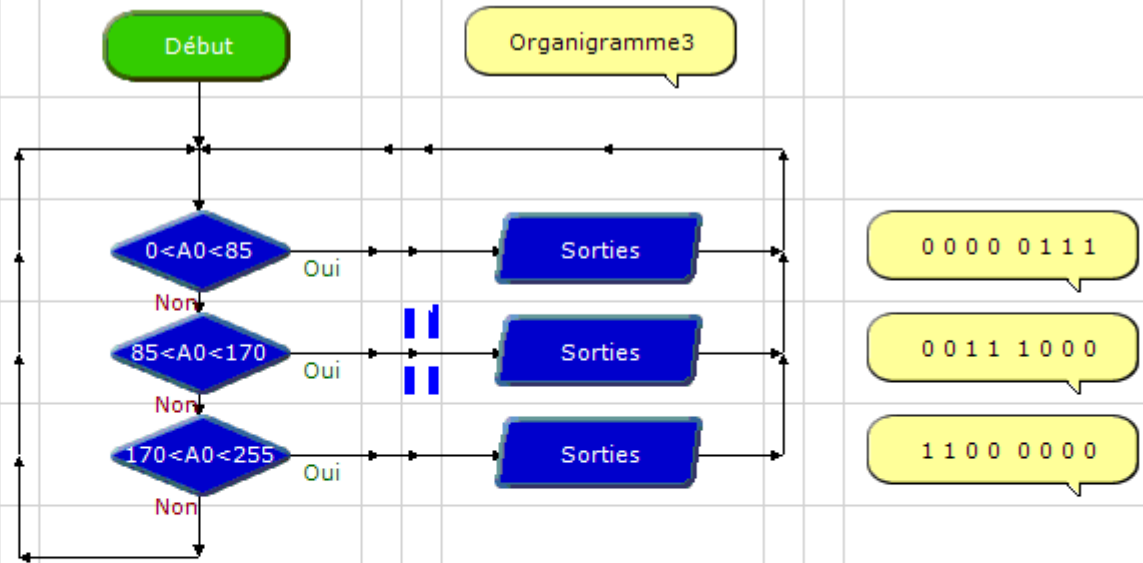 Début
Organigramme3
0<A0<85
Oui
Sorties
0 0 0 0 0 1 1 1
Non
85<A0<170
Oui
Sorties
0 0 1 1 1 0 0 0
Non
170<A0<255
Oui
Sorties
1 1 0 0 0 0 0 0
Non